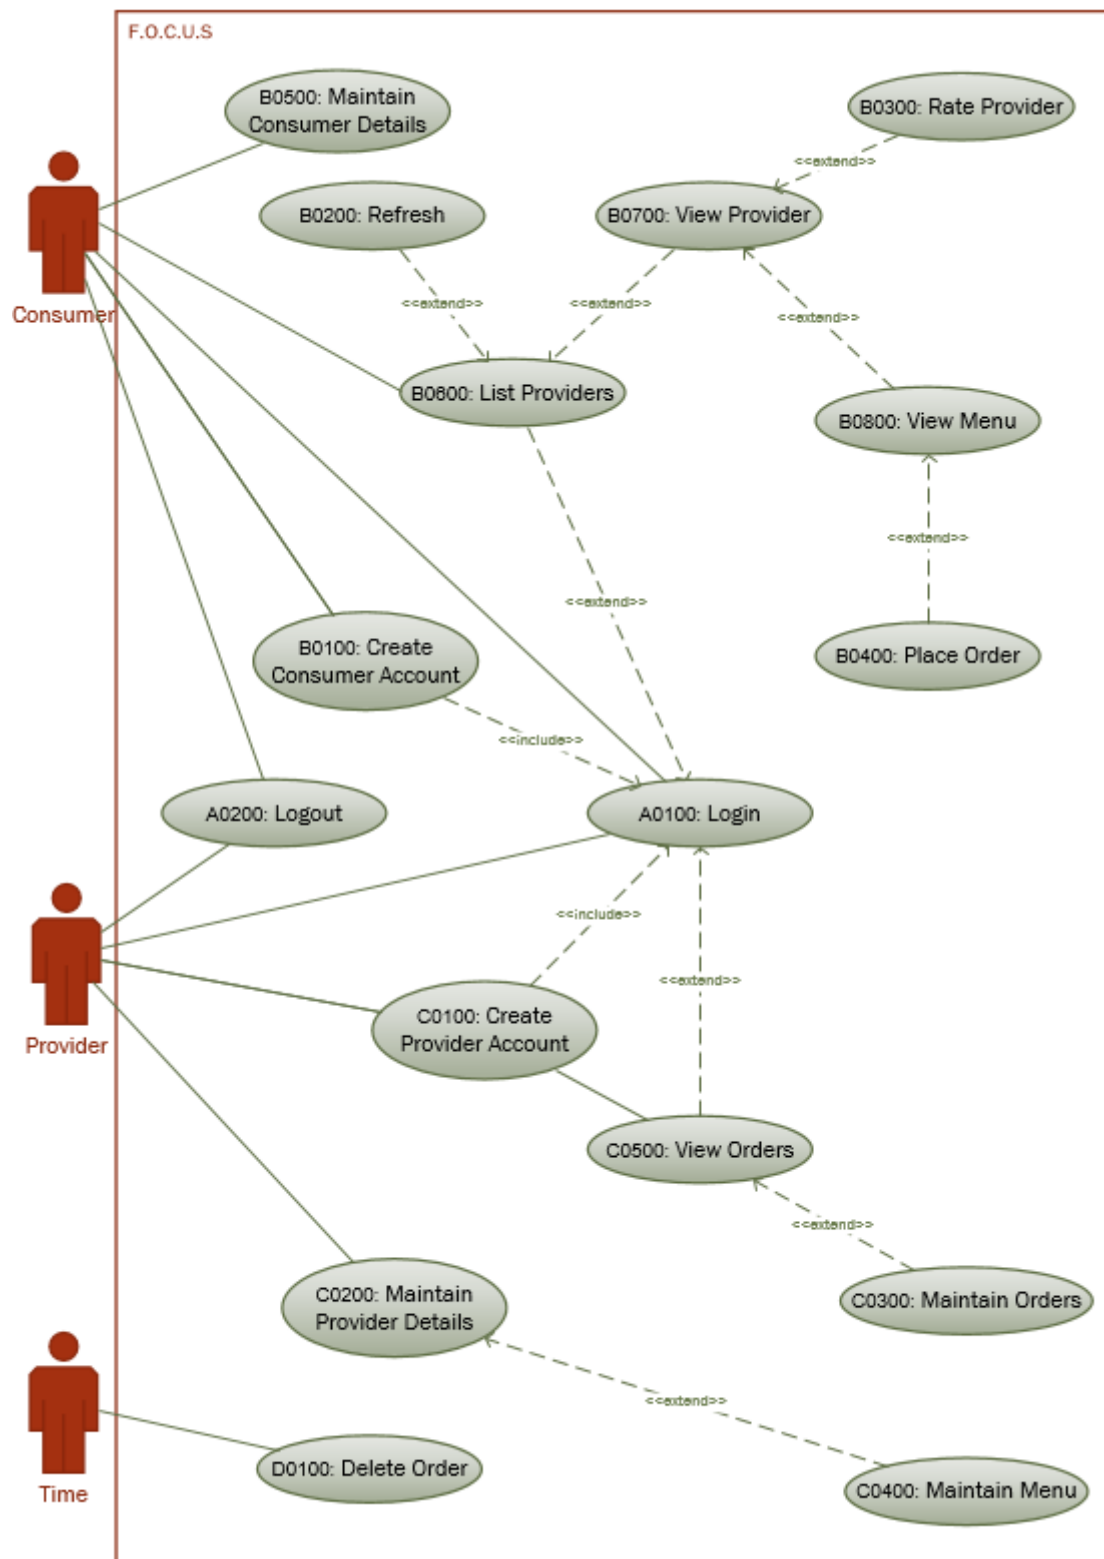 F.O.C.U.S
B0500: Maintain
Consumer Details
B0300: Rate Provider
<<extend>>
B0200: Refresh
B0700: View Provider
Consumer
<<extend>>
<<extend>>
<<extend>>
B0600: List Providers
B0800: View Menu
<<extend>>
<<extend>>
B0100: Create
Consumer Account
B0400: Place Order
<<include>>
A0200: Logout
A0100: Login
<<include>>
<<extend>>
Provider
C0100: Create
Provider Account
C0500: View Orders
<<extend>>
C0200: Maintain
Provider Details
C0300: Maintain Orders
<<extend>>
Time
D0100: Delete Order
C0400: Maintain Menu